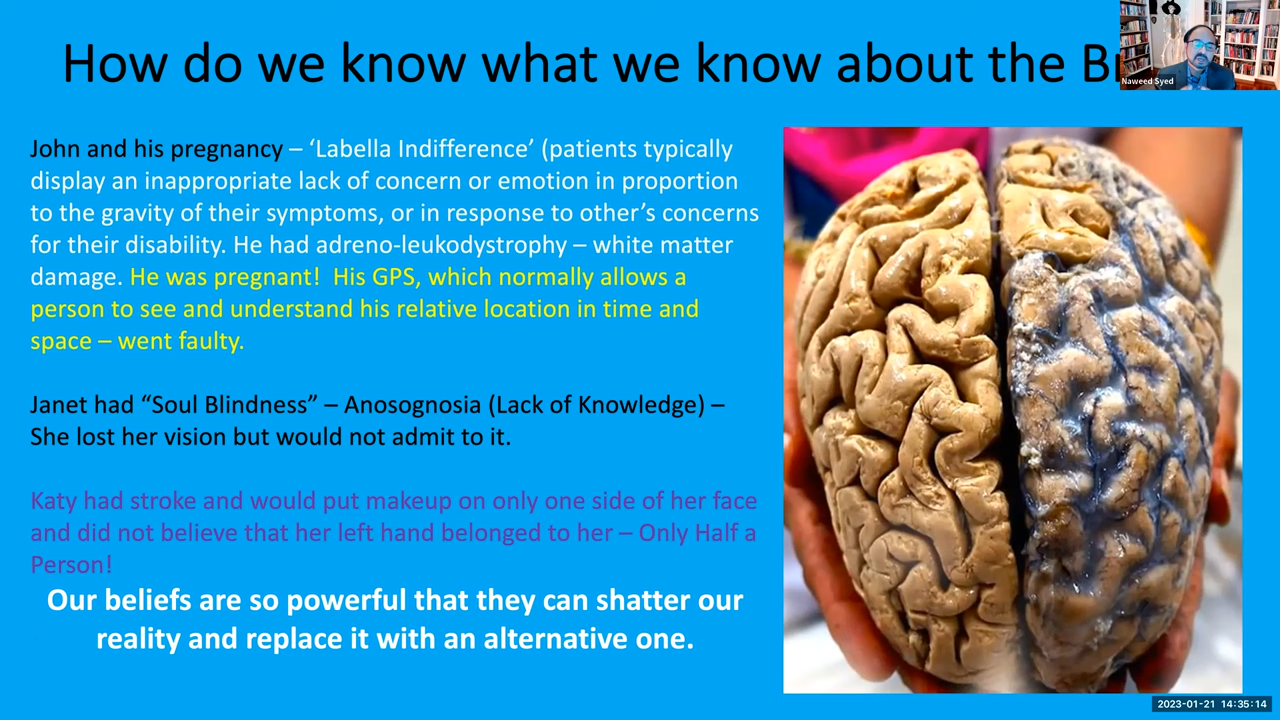 How do we know what we know about the
Naweed Syed
John and his pregnancy – ‘Labella Indifference’ (patients typically
display an inappropriate lack of concern or emotion in proportion
to the gravity of their symptoms, or in response to other’s concerns
for their disability. He had adreno-leukodystrophy – white matter
damage. He was pregnant!  His GPS, which normally allows a
person to see and understand his relative location in time and
space – went faulty.
Janet had “Soul Blindness” – Anosognosia (Lack of Knowledge) –
She lost her vision but would not admit to it.
Katy had stroke and would put makeup on only one side of her face
and did not believe that her left hand belonged to her – Only Half a
Person!
Our beliefs are so powerful that they can shatter our
reality and replace it with an alternative one.
2023-01-21 14:35:14